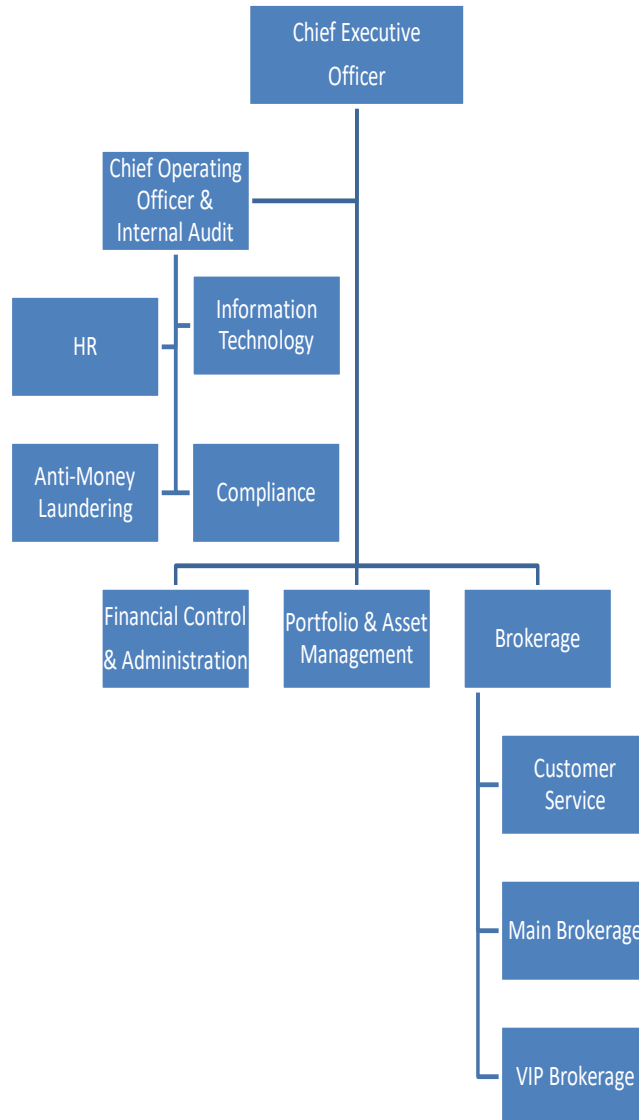 Chief Executive
Officer
Chief Operating
Officer &
Internal Audit
Information
Technology
HR
Anti-Money
Laundering
Compliance
Financial Control
& Administration
Portfolio & Asset
Management
Brokerage
Customer
Service
Main Brokerage
VIP Brokerage